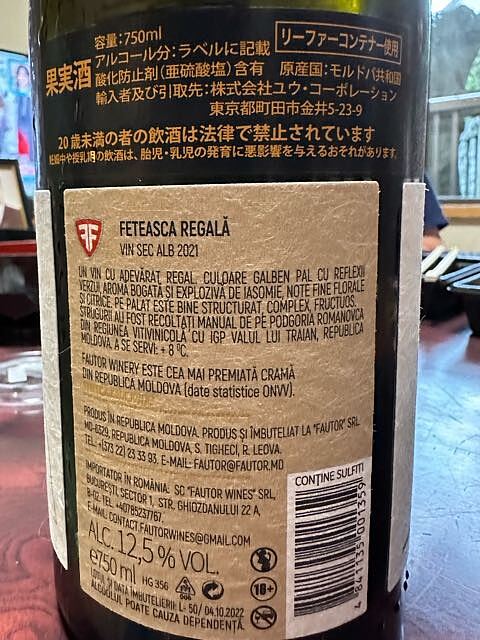 果実酒
容量:750ml
アルコール分:ラベルに記載
リーファーコンテナー使用
酸化防止剤(亜硫酸塩)含有 原産国:モルドバ共和国
輸入者及び引取先:株式会社ユウ・コーポレーション
東京都町田市金井5-23-9
20歳未満の者の飲酒は法律で禁止されています
妊娠中や授乳期の飲酒は、胎児・乳児の発育に悪影響を与えるおそれがあります。
FETEASCA REGALĂ
VIN SEC ALB 2021
UN VIN CU ADEVĂRAT REGAL. CULOARE GALBEN PAL CU REFLEXII
VERZUI, AROMA BOGATĂ ȘI EXPLOZIVĂ DE IASOMIE, NOTE FINE FLORALE
ȘI CITRICE. PE PALAT ESTE BINE STRUCTURAT, COMPLEX, FRUCTUOS.
STRUGURII AU FOST RECOLTAȚI MANUAL DE PE PODGORIA ROMANOVCA
DIN REGIUNEA VITIVINICOLĂ CU IGP VALUL LUI TRAIAN, REPUBLICA
MOLDOVA. A SE SERVI: + 8 °C.
FAUTOR WINERY ESTE CEA MAI PREMIATĂ CRAMĂ
DIN REPUBLICA MOLDOVA (date statistice ONVV).
PRODUS ÎN REPUBLICA MOLDOVA. PRODUS ȘI ÎMBUTELIAT LA "FAUTOR" SRL
MD-6329, REPUBLICA MOLDOVA, S. TIGHECI, R. LEOVA.
TEL. +(373 22) 23 33 93. E-MAIL: FAUTOR@FAUTOR.MD
IMPORTATOR ÎN ROMÂNIA: SC "FAUTOR WINES" SRL,
BUCUREȘTI, SECTOR 1, STR. GHIOZDANULUI 22 A,
B-02. TEL. +40785237767.
E-MAIL: CONTACT.FAUTORWINES@GMAIL.COM
CONȚINE SULFIȚI
ALC. 12,5 % VOL.
e750 ml HG 356
18+
LOTUL ȘI DATA ÎMBUTELIERII: L- 50/ 04.10.2022
ALCOOLUL POATE CAUZA DEPENDENȚĂ.
4 841135 001359